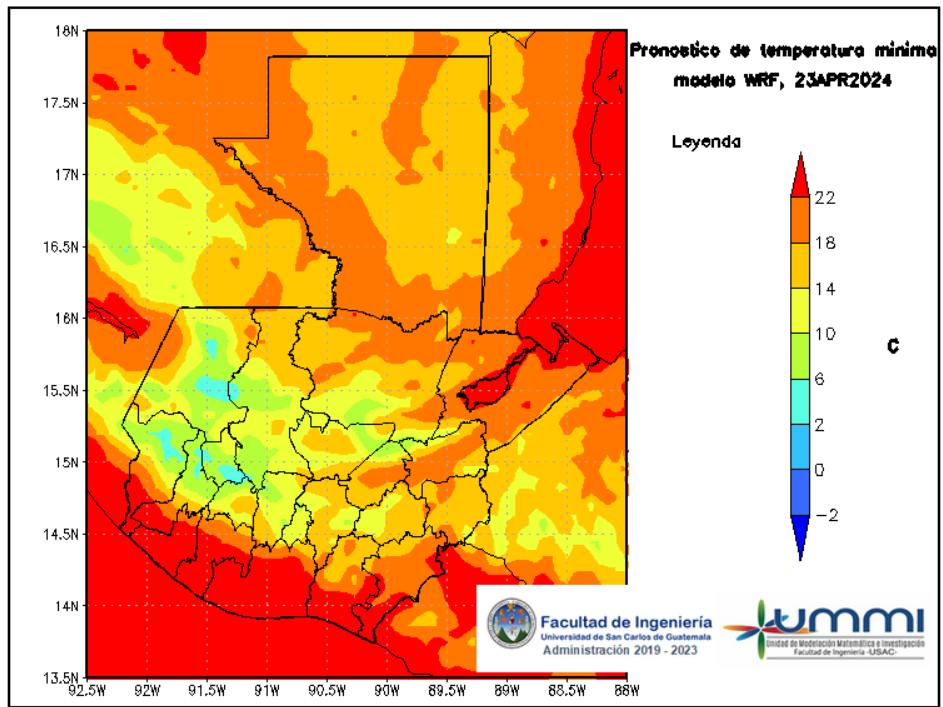 Pronostico de temperatura minima
modelo WRF, 23APR2024
Leyenda
22
18
14
10
6
2
0
−2
C
18N
17.5N
17N
16.5N
16N
15.5N
15N
14.5N
14N
13.5N
92.5W
92W
91.5W
91W
90.5W
90W
89.5W
89W
88.5W
88W
Facultad de Ingeniería
Universidad de San Carlos de Guatemala
Administración 2019 - 2023
ummi
Unidad de Modelación Matemática e Investigación
Facultad de Ingeniería -USAC-